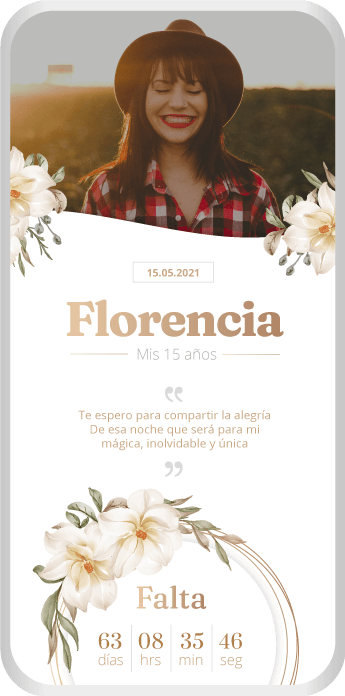 15.05.2021
Florencia
Mis 15 años
“
Te espero para compartir la alegría
De esa noche que será para mi
mágica, inolvidable y única
”
Falta
63 08 35 46
días hrs min seg